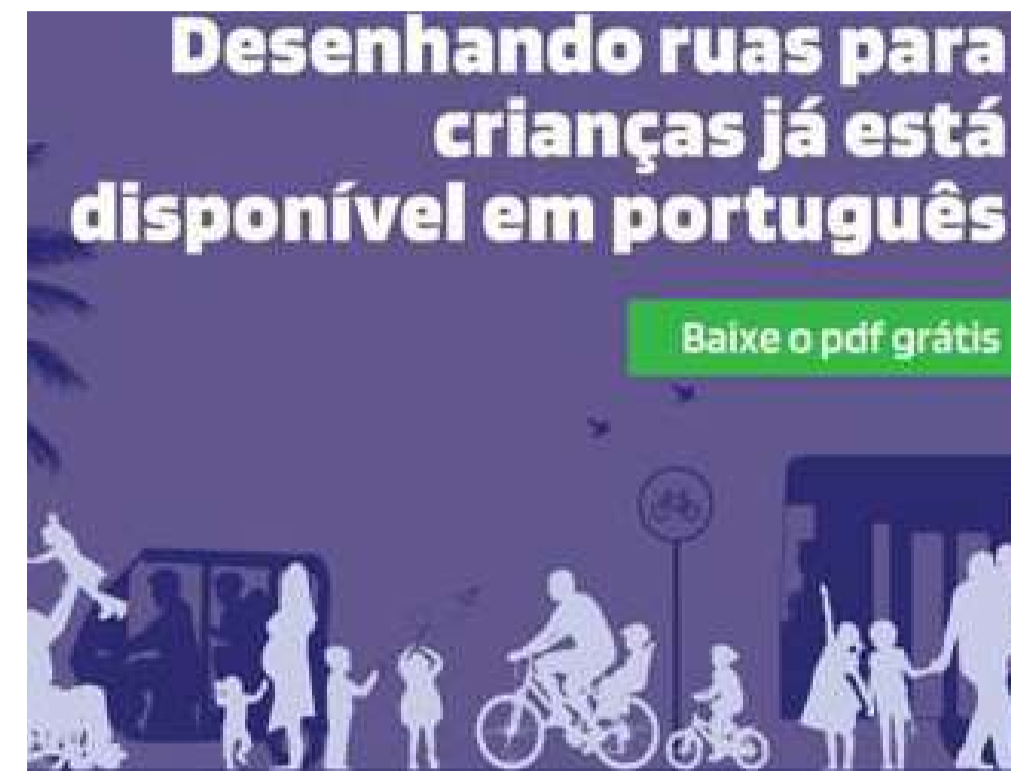 Desenhando ruas para
crianças já está
disponível em português
Baixe o pdf grátis